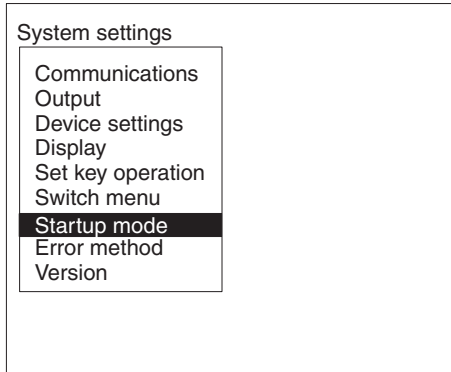 System settings
Communications
Output
Device settings
Display
Set key operation
Switch menu
Startup mode
Error method
Version